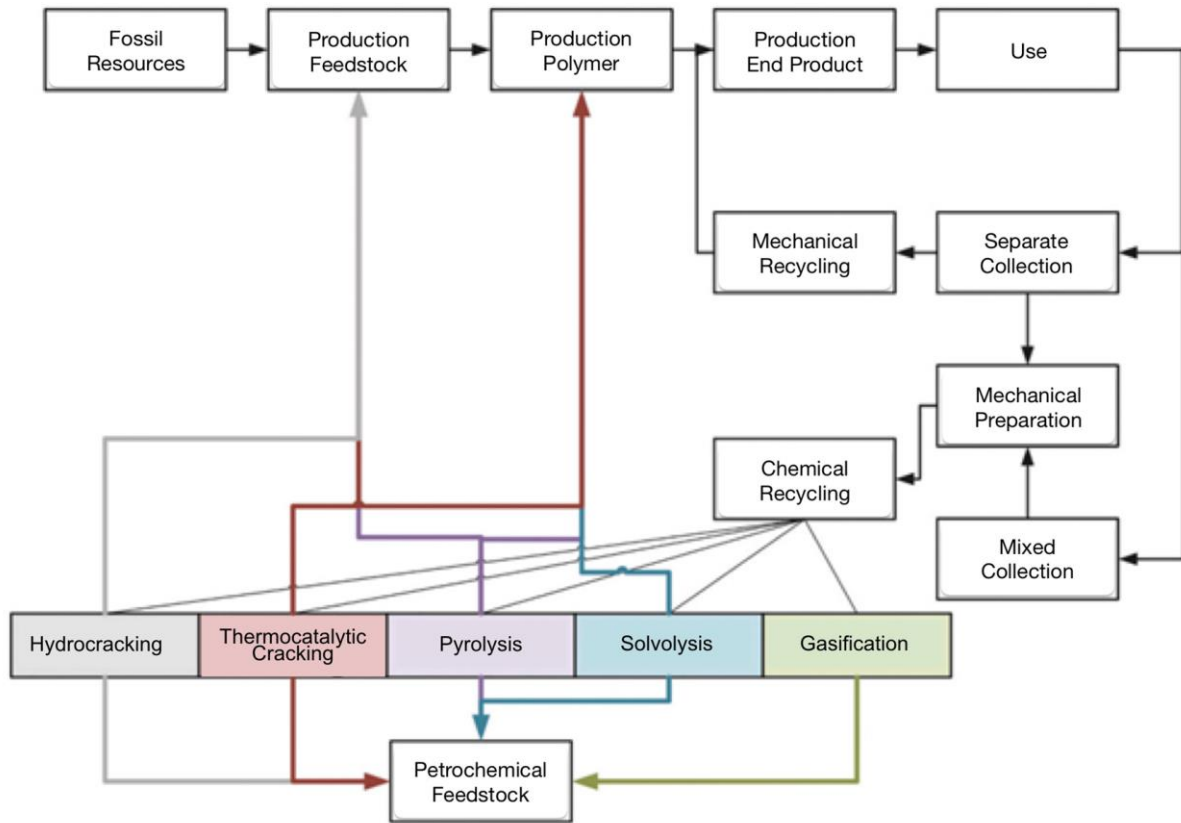 Fossil
Resources
Production
Feedstock
Production
Polymer
Production
End Product
Use
Mechanical
Recycling
Separate
Collection
Mechanical
Preparation
Chemical
Recycling
Mixed
Collection
Hydrocracking
Thermocatalytic
Cracking
Pyrolysis
Solvolysis
Gasification
Petrochemical
Feedstock